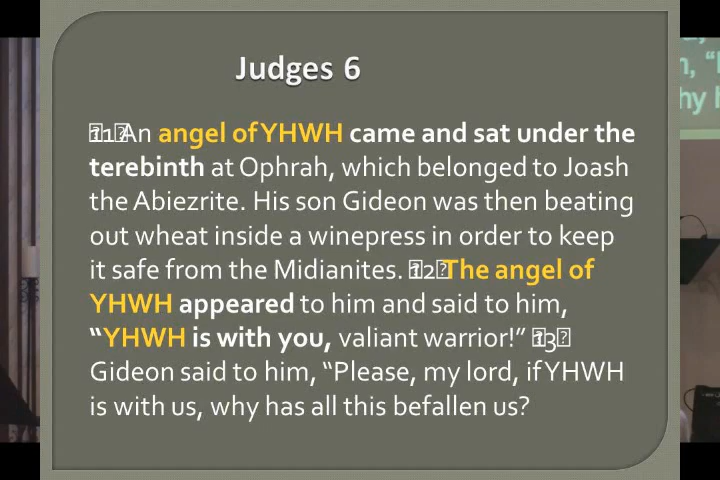 Judges 6
11 An angel of YHWH came and sat under the
terebinth at Ophrah, which belonged to Joash
the Abiezrite. His son Gideon was then beating
out wheat inside a winepress in order to keep
it safe from the Midianites. 12 The angel of
YHWH appeared to him and said to him,
“YHWH is with you, valiant warrior!” 13
Gideon said to him, “Please, my lord, if YHWH
is with us, why has all this befallen us?